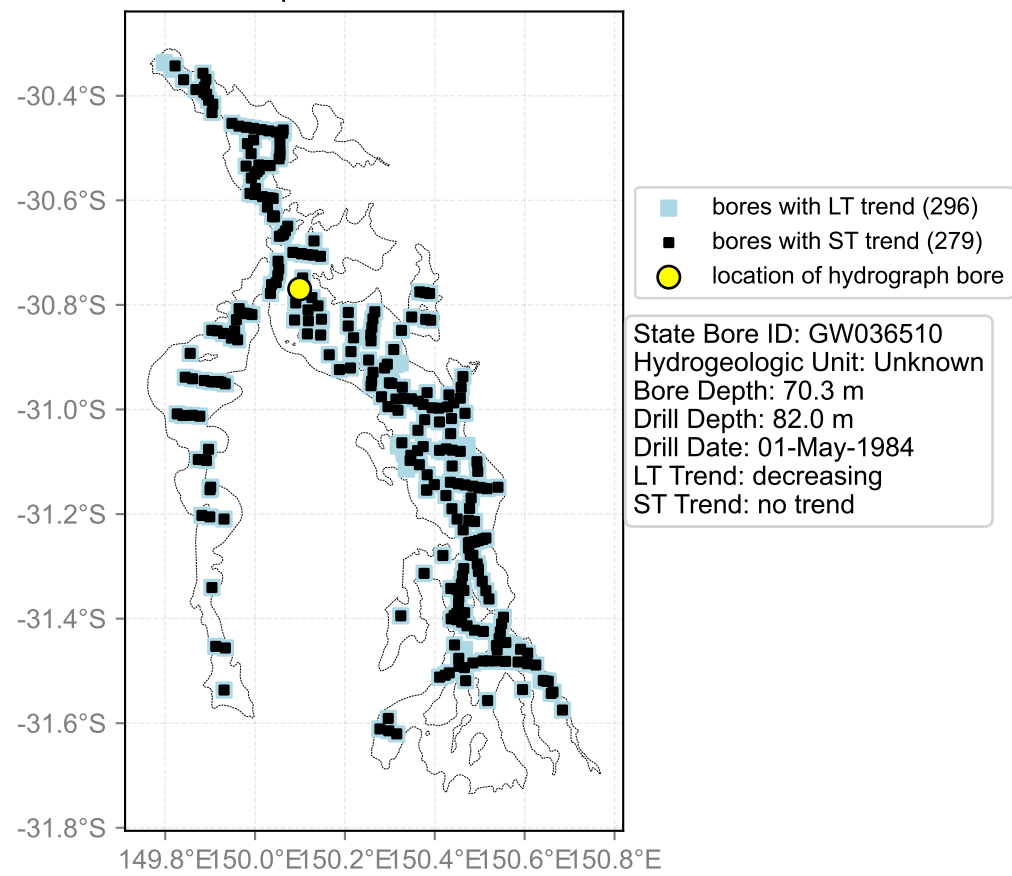 -30.4°S
-30.6°S
-30.8°S
-31.0°S
-31.2°S
-31.4°S
-31.6°S
-31.8°S
149.8°E150.0°E150.2°E150.4°E150.6°E150.8°E
bores with LT trend (296)
bores with ST trend (279)
location of hydrograph bore
State Bore ID: GW036510
Hydrogeologic Unit: Unknown
Bore Depth: 70.3 m
Drill Depth: 82.0 m
Drill Date: 01-May-1984
LT Trend: decreasing
ST Trend: no trend